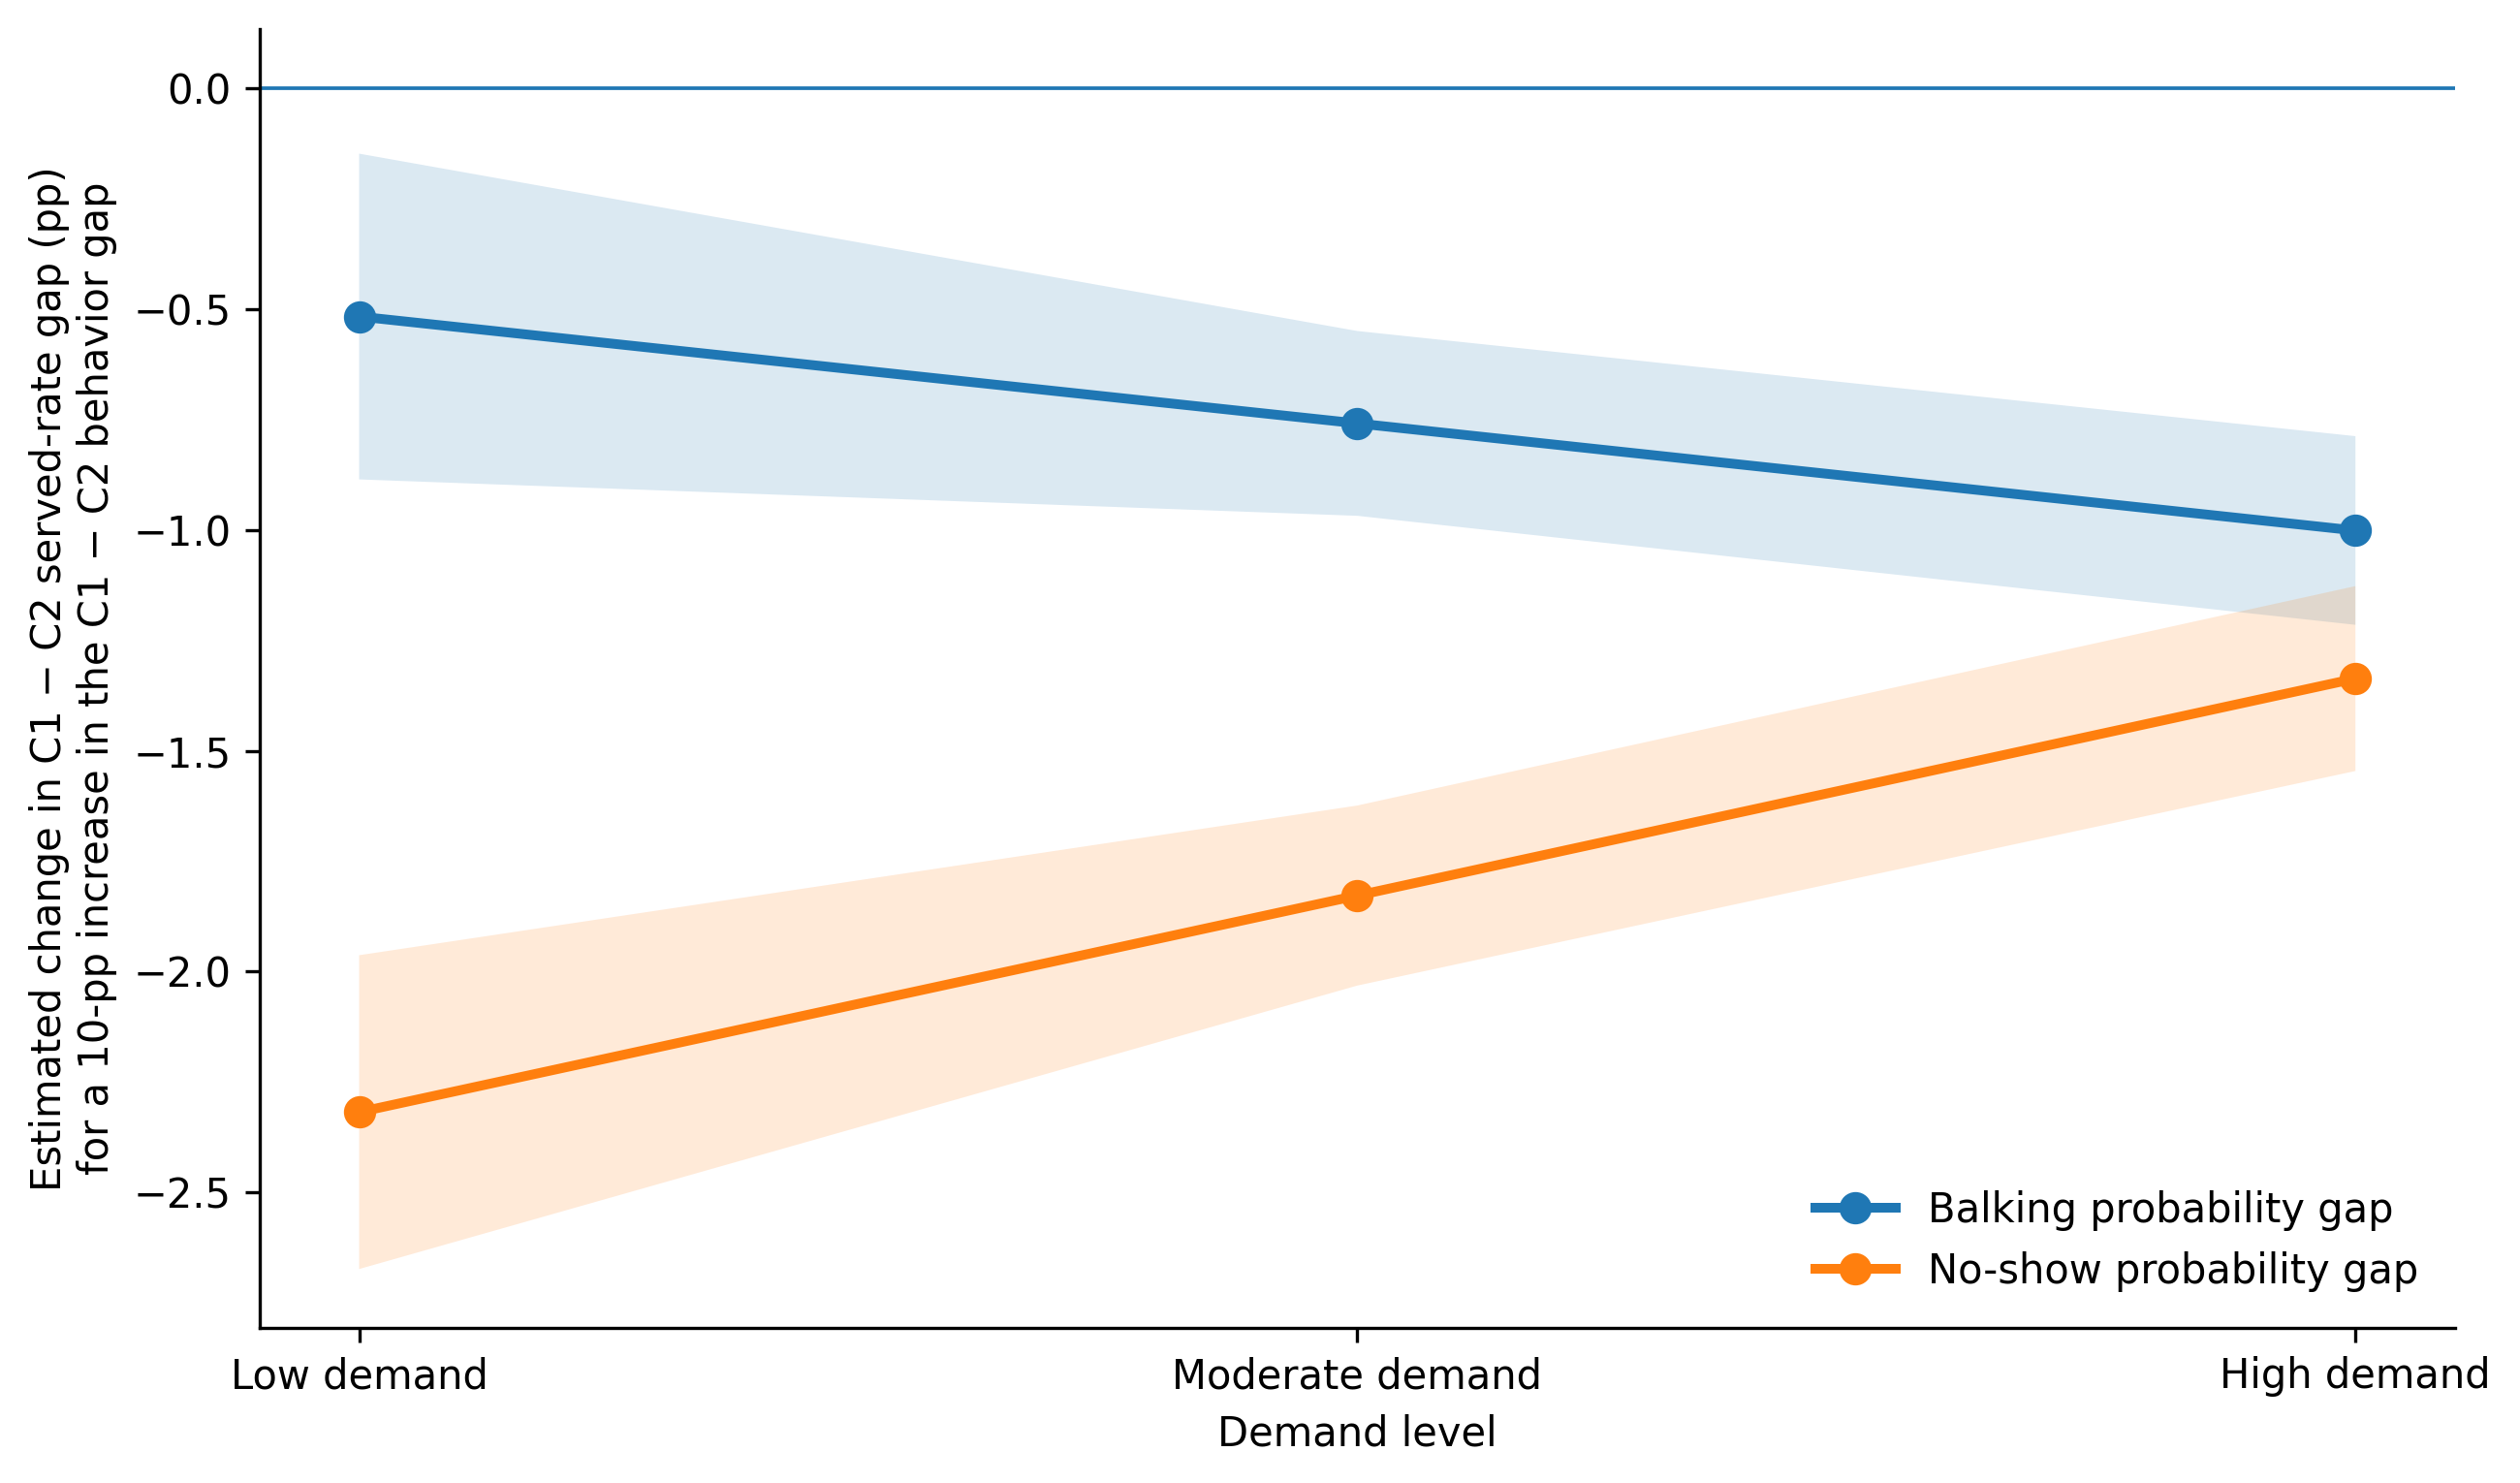 Estimated change in C1 − C2 served-rate gap (pp)
for a 10-pp increase in the C1 − C2 behavior gap
0.0
−0.5
−1.0
−1.5
−2.0
−2.5
Balking probability gap
No-show probability gap
Low demand
Moderate demand
High demand
Demand level